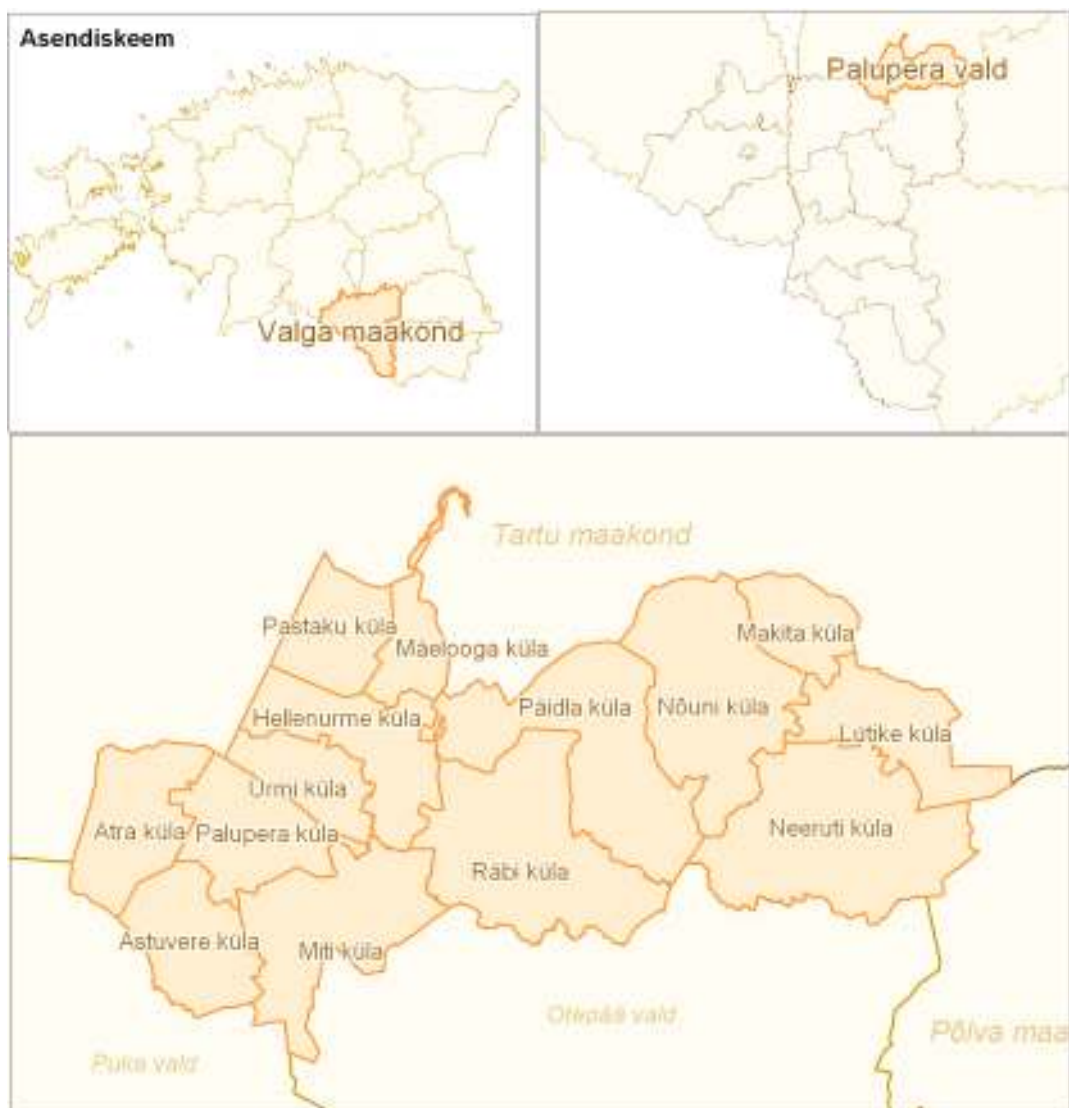 Asendiskeem
Palupera vald
Valga maakond
Tartu maakond
Pastaku küla
Mäelooga küla
Makita küla
Hellenurme küla
Päidla küla
Nõuni küla
Lutike küla
Urmi küla
Atra küla
Palupera küla
Neeruti küla
Räbi küla
Astuvere küla
Miti küla
Otepää vald
Põlva maa
Puka vald